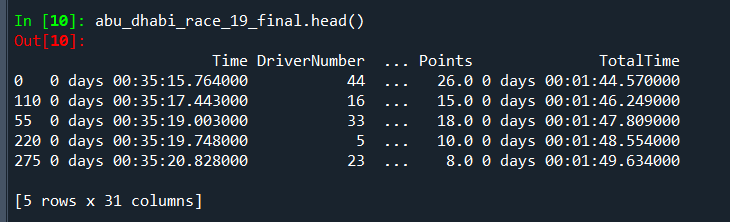 In [10]: abu_dhabi_race_19_final.head()
Out[10]:
Time DriverNumber ... Points TotalTime
0 0 days 00:35:15.764000 44 ... 26.0 0 days 00:01:44.570000
110 0 days 00:35:17.443000 16 ... 15.0 0 days 00:01:46.249000
55 0 days 00:35:19.003000 33 ... 18.0 0 days 00:01:47.809000
220 0 days 00:35:19.748000 5 ... 10.0 0 days 00:01:48.554000
275 0 days 00:35:20.828000 23 ... 8.0 0 days 00:01:49.634000
[5 rows x 31 columns]